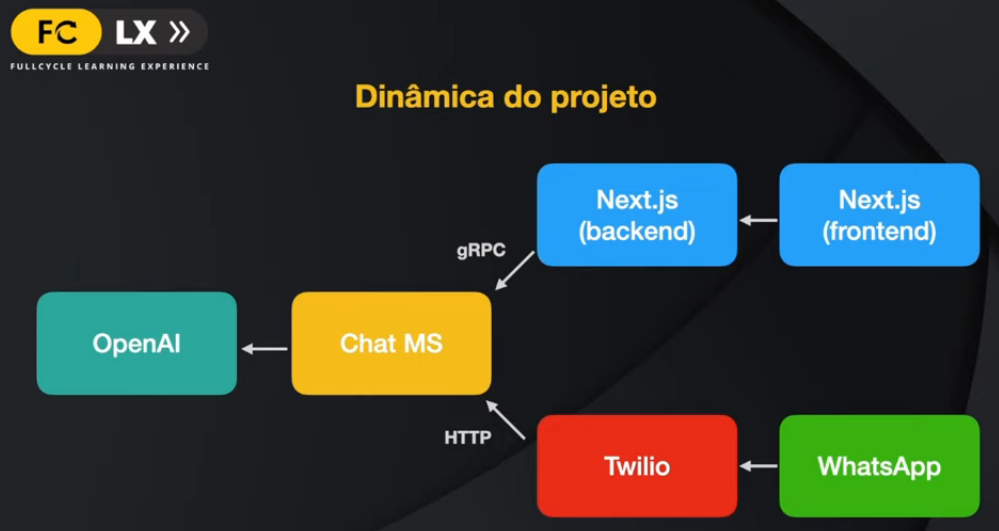 FC LX »
FULLCYCLE LEARNING EXPERIENCE
Dinâmica do projeto
Next.js
(backend)
Next.js
(frontend)
gRPC
OpenAI
Chat MS
HTTP
Twilio
WhatsApp